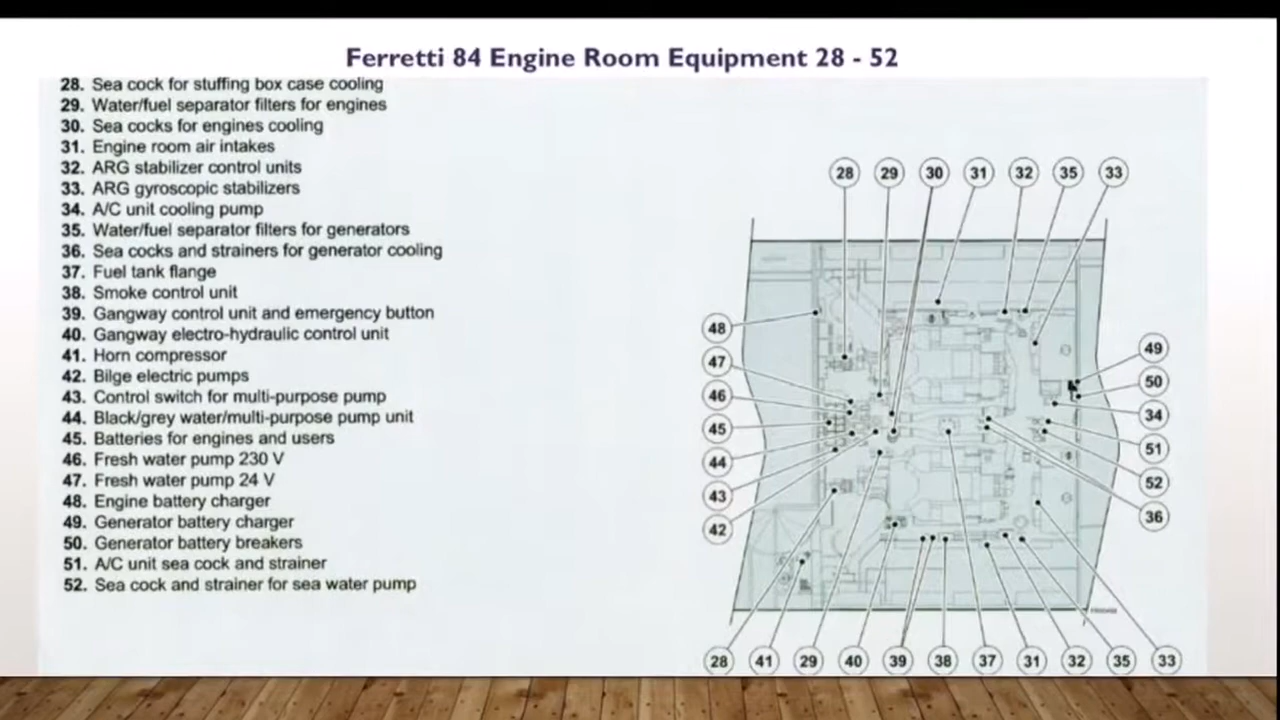 Ferretti 84 Engine Room Equipment 28 - 52
28. Sea cock for stuffing box case cooling
29. Water/fuel separator filters for engines
30. Sea cocks for engines cooling
31. Engine room air intakes
32. ARG stabilizer control units
33. ARG gyroscopic stabilizers
34. A/C unit cooling pump
35. Water/fuel separator filters for generators
36. Sea cocks and strainers for generator cooling
37. Fuel tank flange
38. Smoke control unit
39. Gangway control unit and emergency button
40. Gangway electro-hydraulic control unit
41. Horn compressor
42. Bilge electric pumps
43. Control switch for multi-purpose pump
44. Black/grey water/multi-purpose pump unit
45. Batteries for engines and users
46. Fresh water pump 230 V
47. Fresh water pump 24 V
48. Engine battery charger
49. Generator battery charger
50. Generator battery breakers
51. A/C unit sea cock and strainer
52. Sea cock and strainer for sea water pump
28 29 30 31 32 35 33
48
47
46
45
44
43
42
49
50
34
51
52
36
28 41 29 40 39 38 37 31 32 35 33